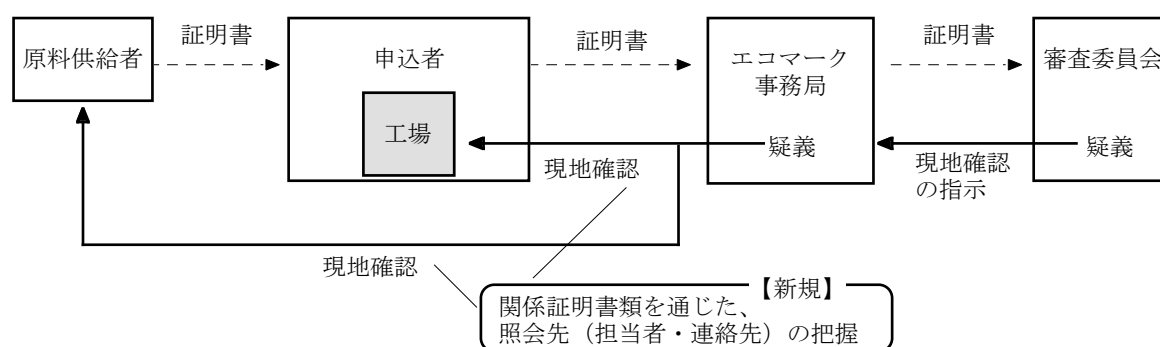 証明書
証明書
証明書
原料供給者
申込者
エコマーク
事務局
審査委員会
工場
疑義
疑義
現地確認
現地確認
の指示
現地確認
【新規】
関係証明書類を通じた、
照会先（担当者・連絡先）の把握